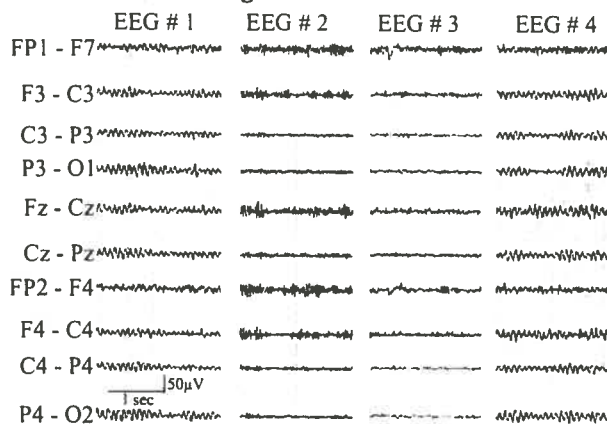 EEG # 1 EEG # 2 EEG # 3 EEG # 4
FP1 - F7
F3 - C3
C3 - P3
P3 - O1
Fz - Cz
Cz - Pz
FP2 - F4
F4 - C4
C4 - P4
50μV
1 sec
P4 - O2